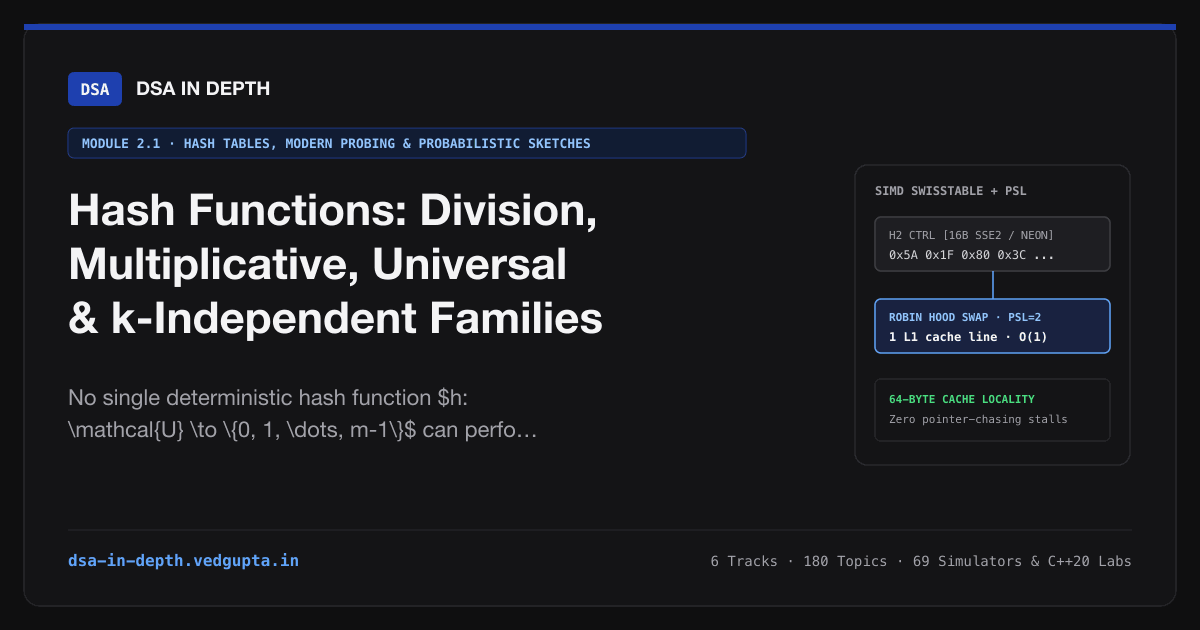 DSA
DSA IN DEPTH
MODULE 2.1 · HASH TABLES, MODERN PROBING & PROBABILISTIC SKETCHES
Hash Functions: Division,
Multiplicative, Universal
& k-Independent Families
No single deterministic hash function $h:
\mathcal{U} \to \{0, 1, \dots, m-1\}$ can perfo…
SIMD SWISSTABLE + PSL
H2 CTRL [16B SSE2 / NEON]
0x5A 0x1F 0x80 0x3C ...
ROBIN HOOD SWAP · PSL=2
1 L1 cache line · O(1)
64-BYTE CACHE LOCALITY
Zero pointer-chasing stalls
dsa-in-depth.vedgupta.in
6 Tracks · 180 Topics · 69 Simulators & C++20 Labs